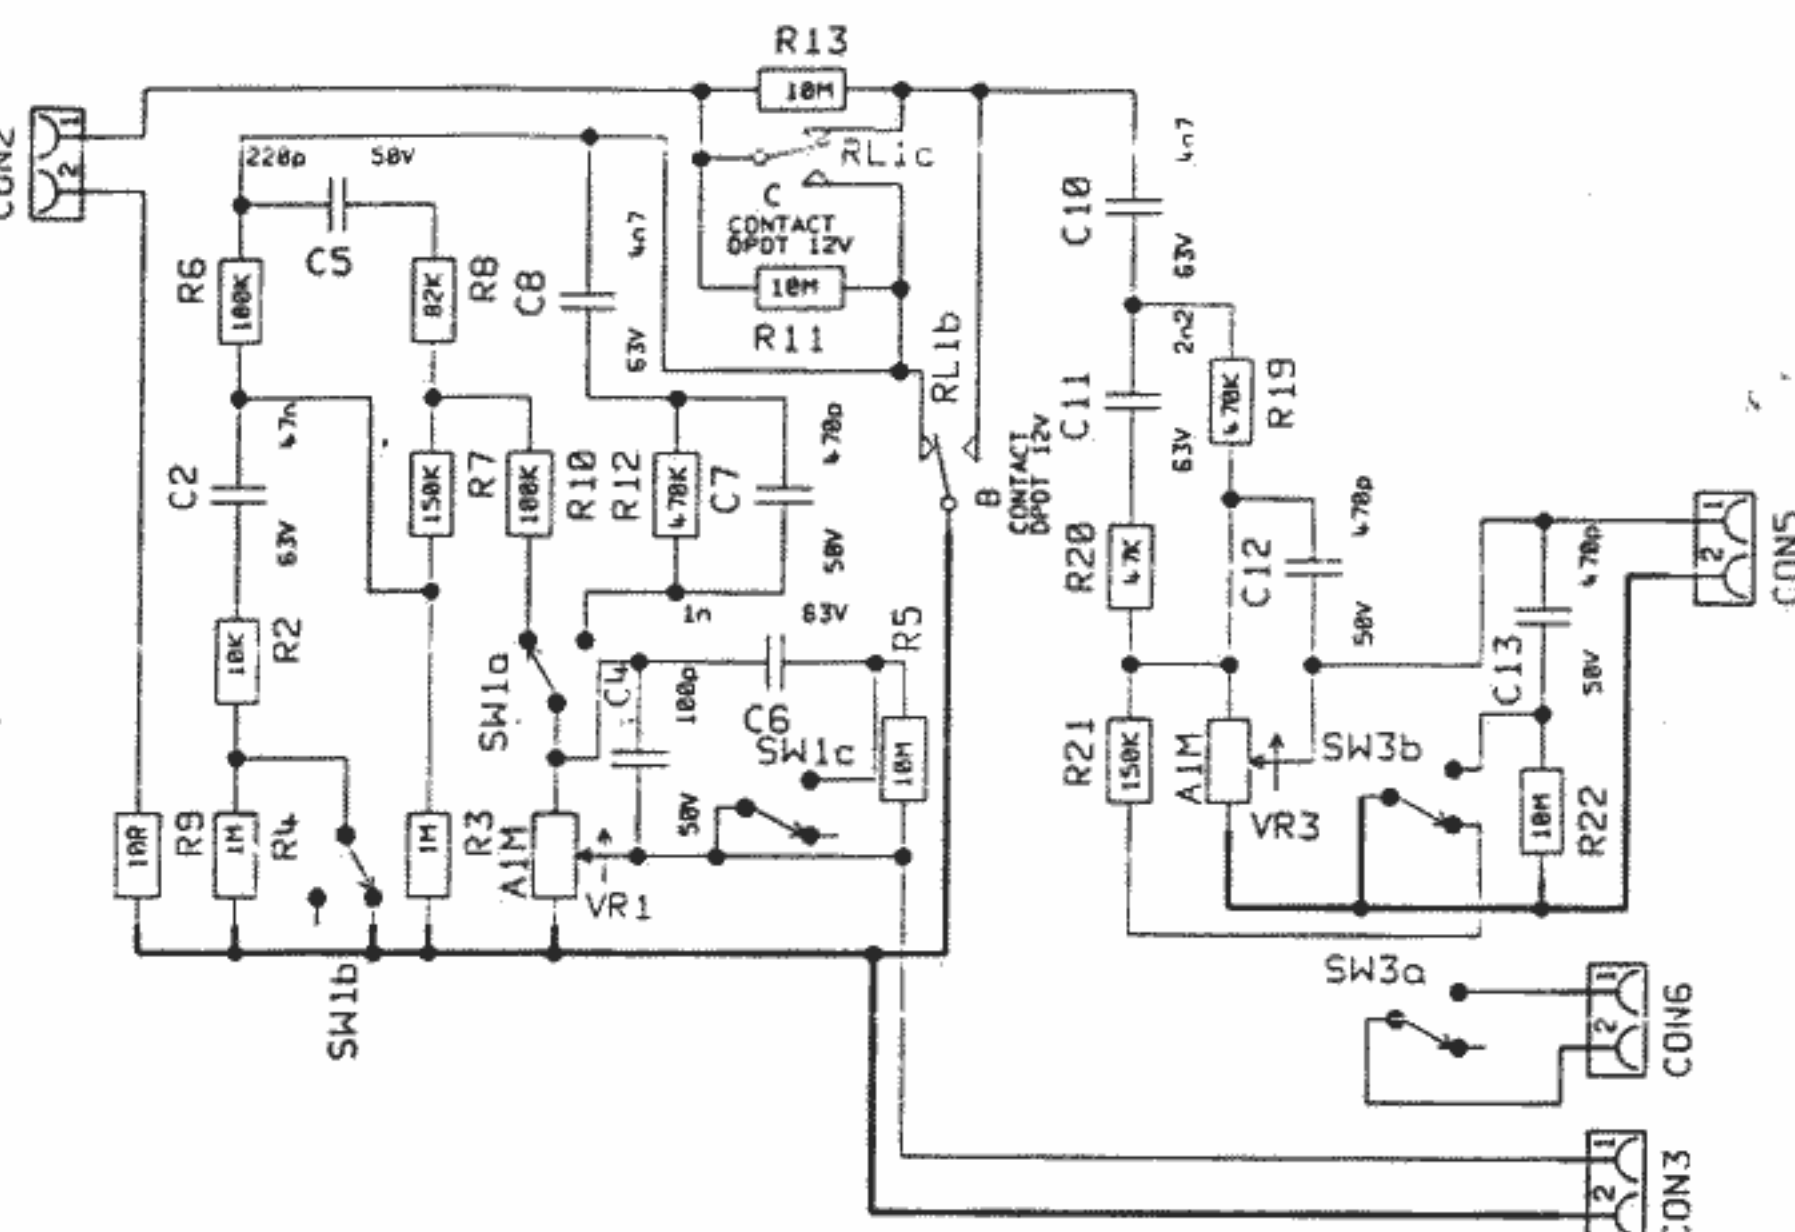 R13
10M
1
2
CON2
220p
50V
RL1c
4n7
C
CONTACT
DPDT 12V
C5
R6
100K
82K
R8
C8
4n7
63V
10M
R11
RL1b
C10
63V
C11
2n2
63V
470K
R19
47n
C2
63V
150K
R7
100K
R10
R12
470K
C7
470p
50V
B
CONTACT
DPDT 12V
R20
47K
C12
470p
50V
470p
C13
50V
1
2
CON5
10K
R2
SW1a
1n
63V
R5
C4
100p
C6
SW1c
10M
50V
R21
150K
A1M
VR3
SW3b
10M
R22
10R
R9
1M
R4
1M
R3
A1M
VR1
SW1b
SW3a
1
2
CON6
1
2
CON3